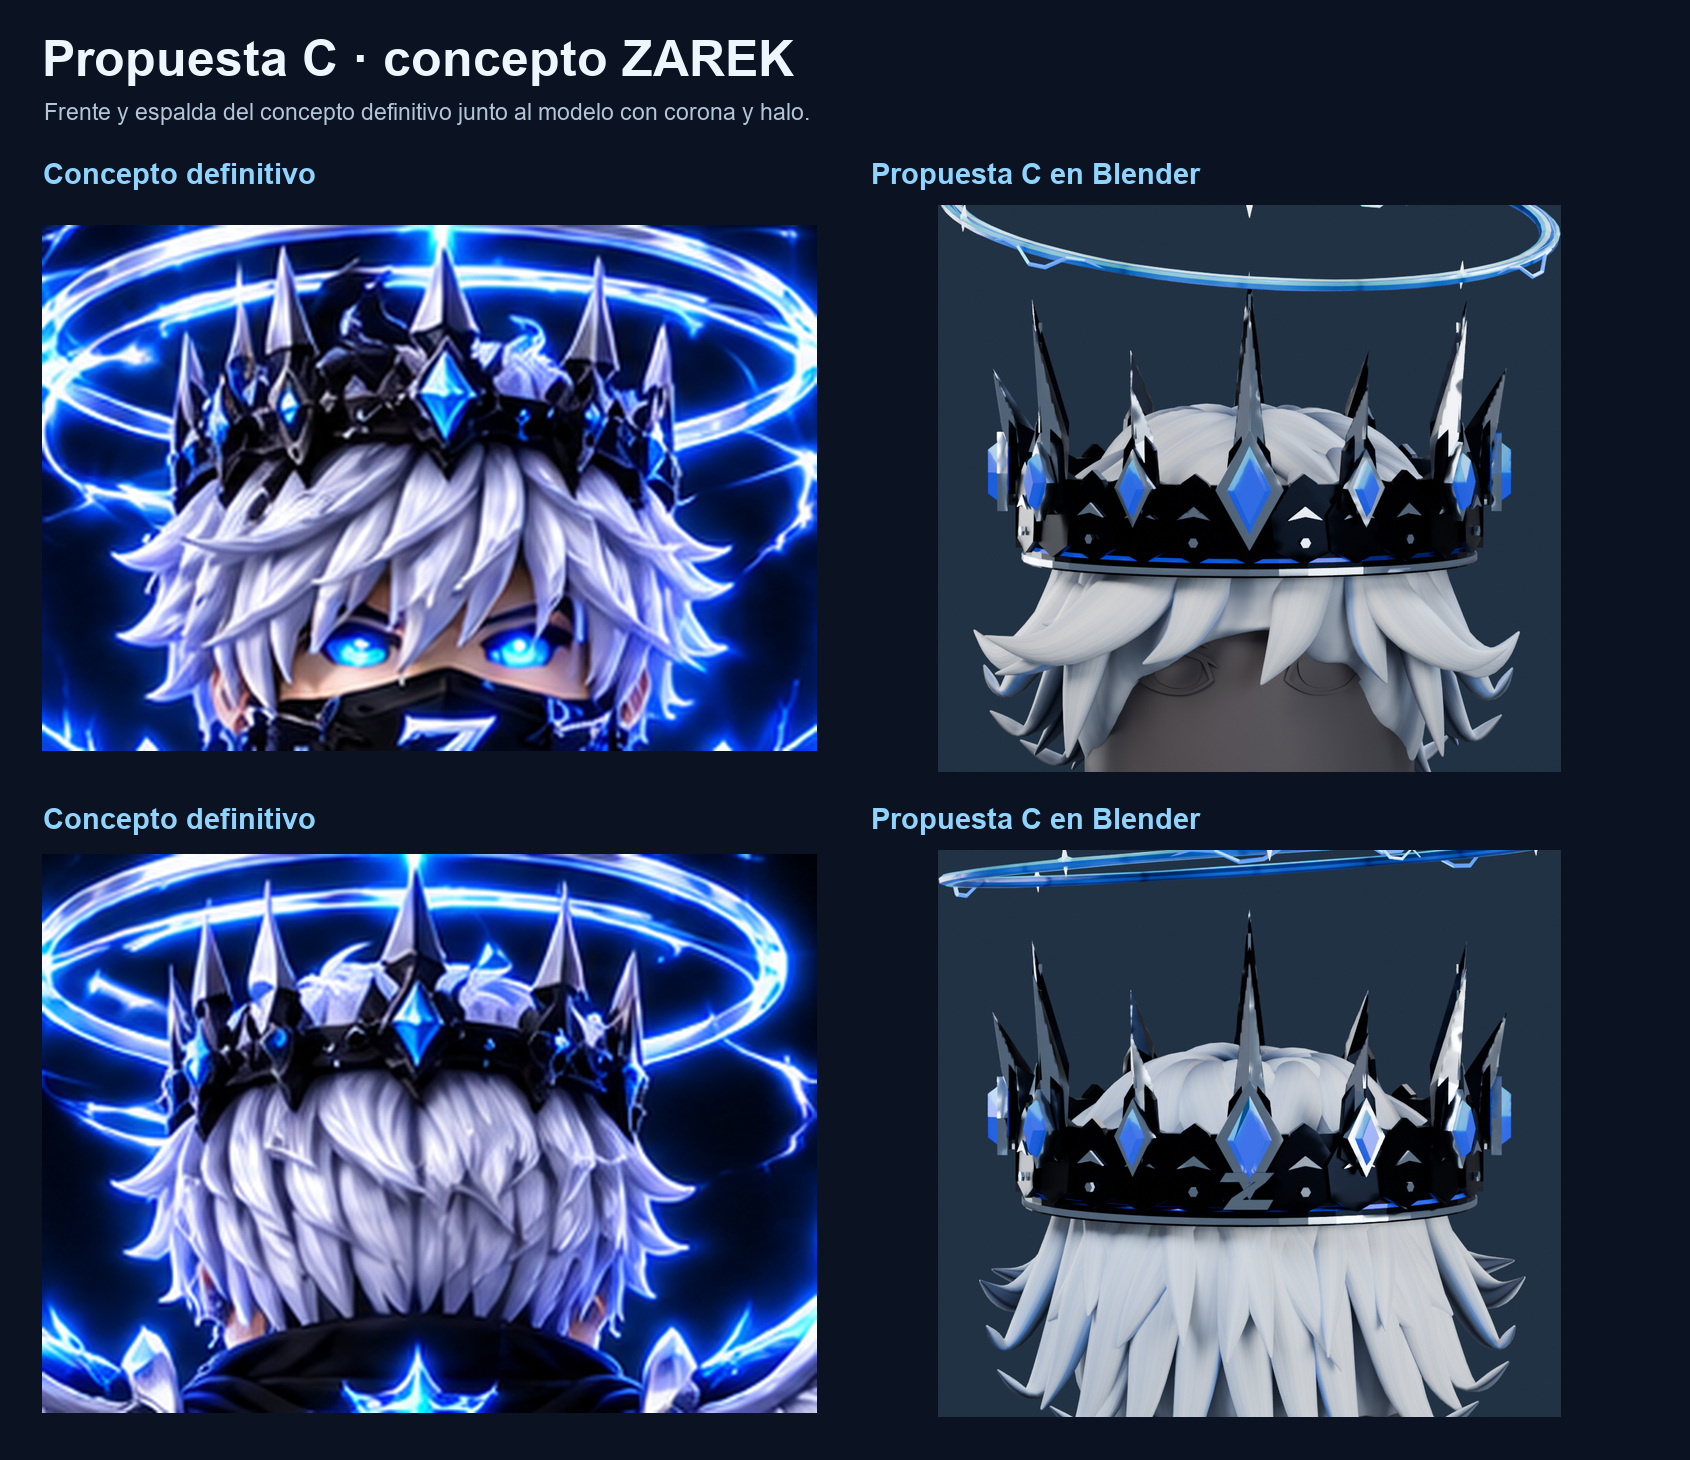 Propuesta C · concepto ZAREK
Frente y espalda del concepto definitivo junto al modelo con corona y halo.
Concepto definitivo
Propuesta C en Blender
Z
Concepto definitivo
Propuesta C en Blender
Z